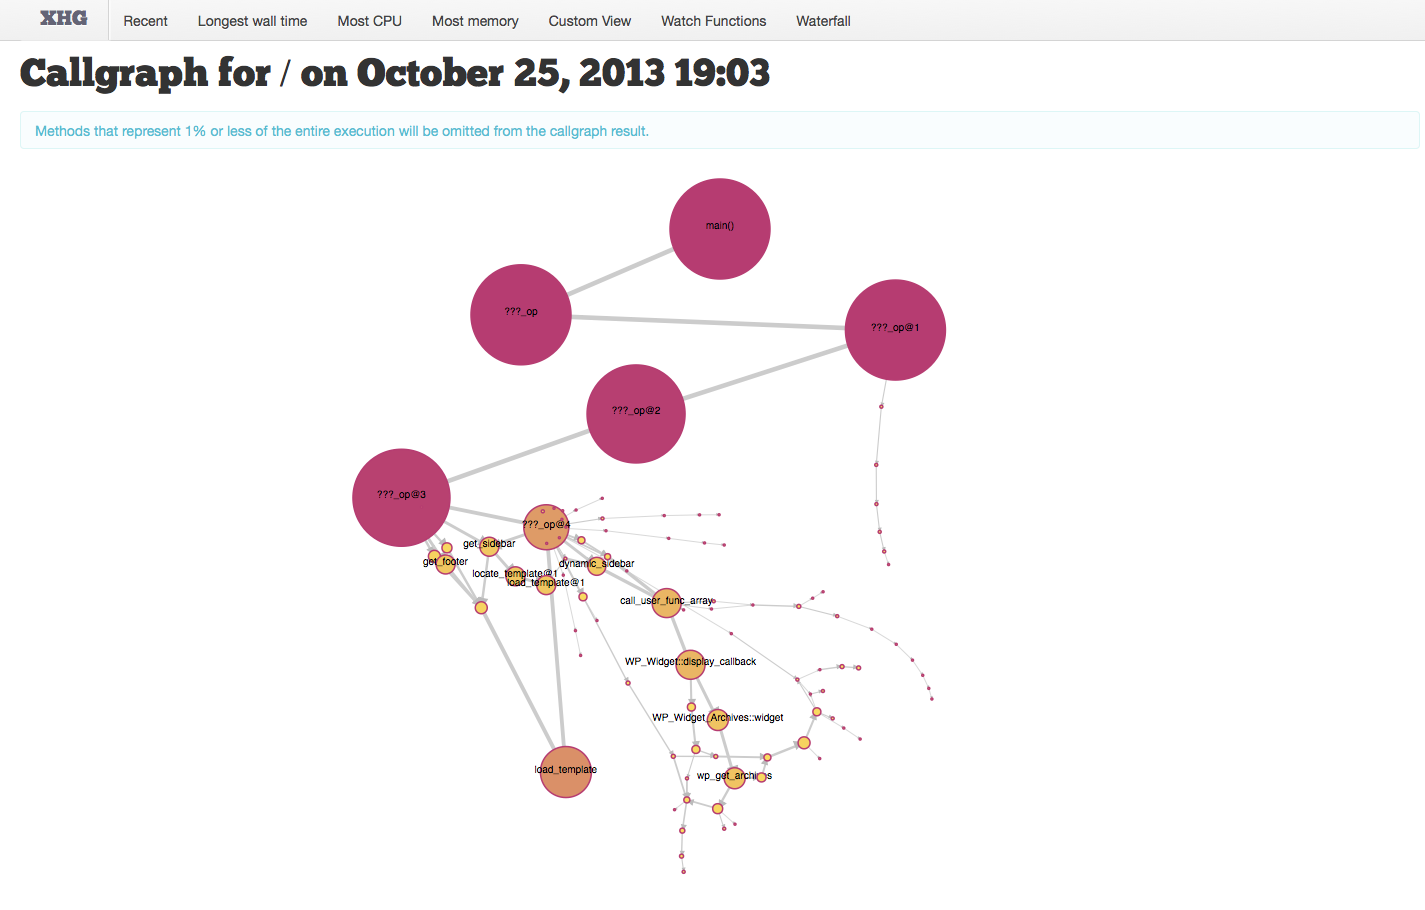 XHG Recent Longest wall time Most CPU Most memory Custom View Watch Functions Waterfall
Callgraph for / on October 25, 2013 19:03
Methods that represent 1% or less of the entire execution will be omitted from the callgraph result.
main()
???_op
???_op@1
???_op@2
???_op@3
???_op@4
get_sidebar
get_footer
dynamic_sidebar
locate_template@1
load_template@1
call_user_func_array
WP_Widget::display_callback
WP_Widget_Archives::widget
load_template
wp_get_archives